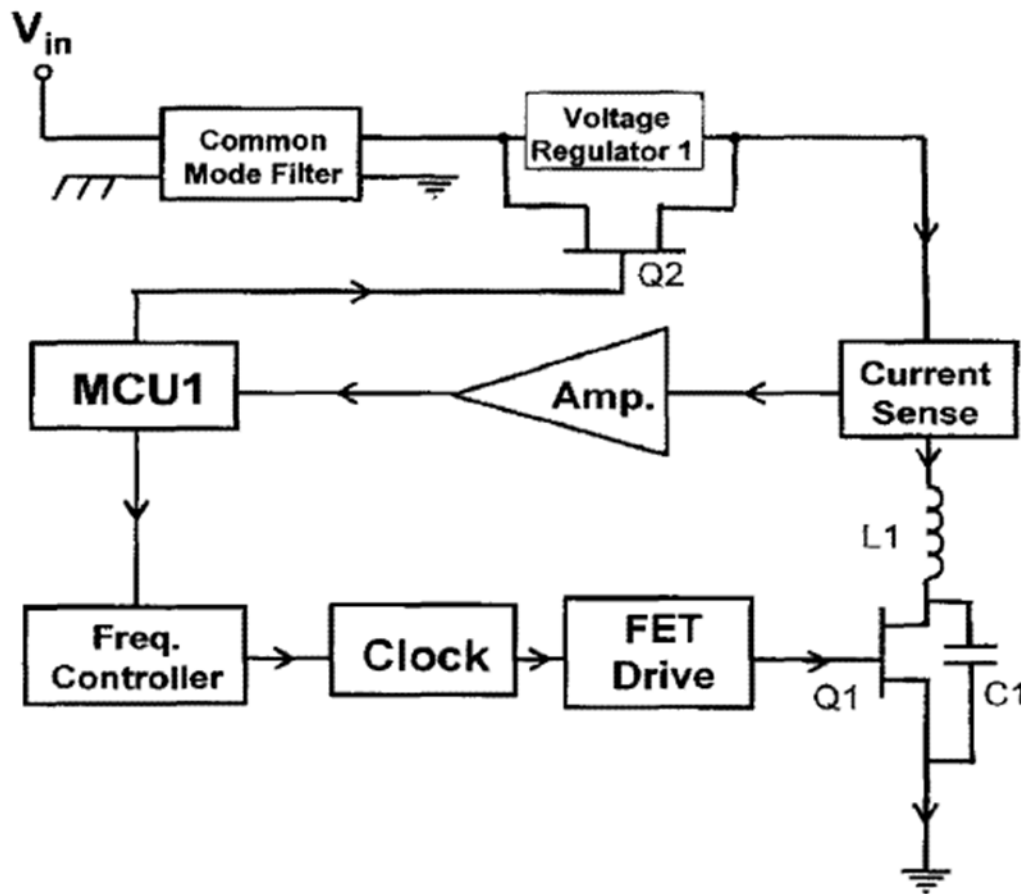 Vin
Common
Mode Filter
Voltage
Regulator 1
Q2
MCU1
Amp.
Current
Sense
L1
Freq.
Controller
Clock
FET
Drive
Q1
C1